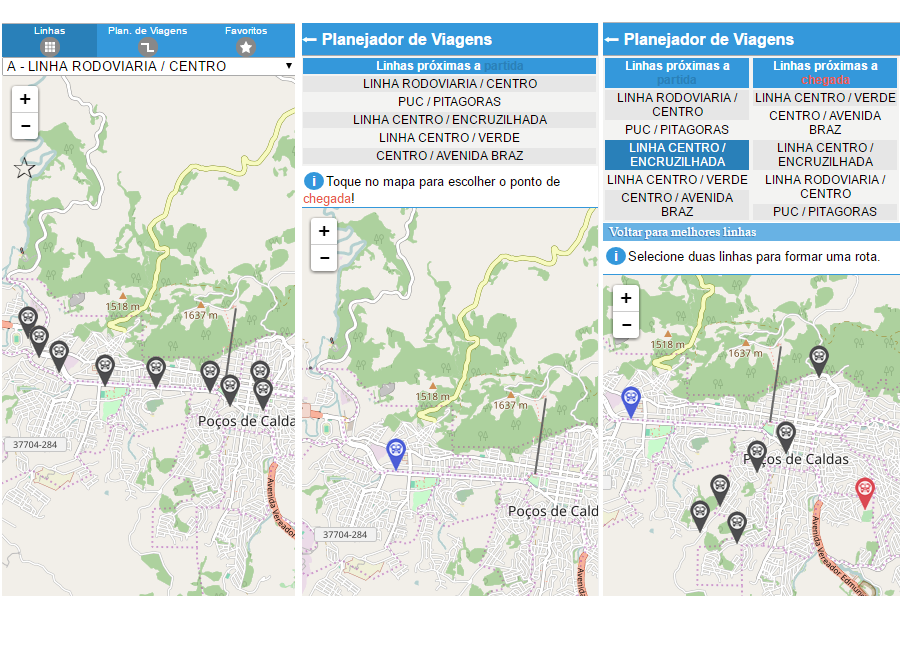 Linhas
Plan. de Viagens
Favoritos
A - LINHA RODOVIARIA / CENTRO
+
−
1518 m
1637 m
Poços de Calda
37704-284
Avenida Vereador
Planejador de Viagens
Linhas próximas a partida
LINHA RODOVIARIA / CENTRO
PUC / PITAGORAS
LINHA CENTRO / ENCRUZILHADA
LINHA CENTRO / VERDE
CENTRO / AVENIDA BRAZ
i Toque no mapa para escolher o ponto de
chegada!
+
−
1518 m
1637 m
Poços de Cald
37704-284
Aven
Planejador de Viagens
Linhas próximas a
partida
LINHA RODOVIARIA /
CENTRO
PUC / PITAGORAS
LINHA CENTRO /
ENCRUZILHADA
LINHA CENTRO / VERDE
CENTRO / AVENIDA
BRAZ
Linhas próximas a
chegada
LINHA CENTRO / VERDE
CENTRO / AVENIDA
BRAZ
LINHA CENTRO /
ENCRUZILHADA
LINHA RODOVIARIA /
CENTRO
PUC / PITAGORAS
Voltar para melhores linhas
i Selecione duas linhas para formar uma rota.
+
−
1518 m
1637 m
Poços de Caldas
Avenida Vereador Edmun